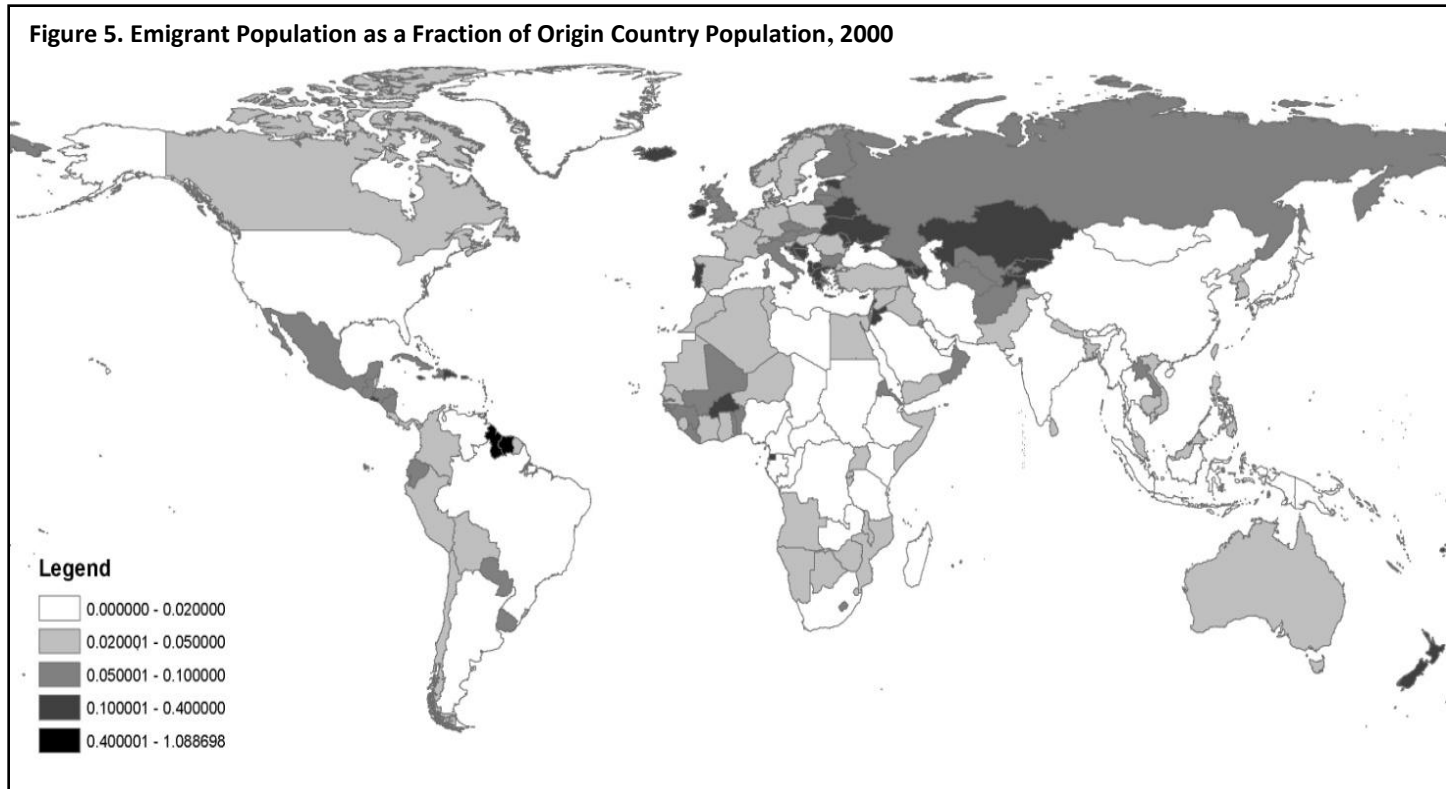 Figure 5. Emigrant Population as a Fraction of Origin Country Population, 2000
Legend
0.000000 - 0.020000
0.020001 - 0.050000
0.050001 - 0.100000
0.100001 - 0.400000
0.400001 - 1.088698